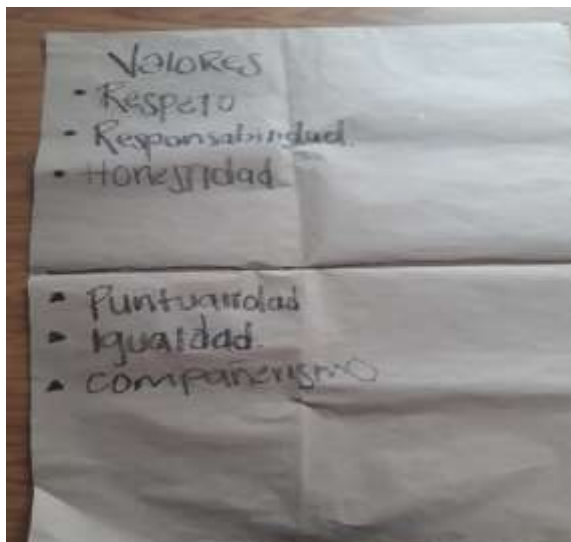 VALORES
• Respeto
• Responsabilidad.
• Honestidad
• Puntualidad
• Igualdad.
• Compañerismo